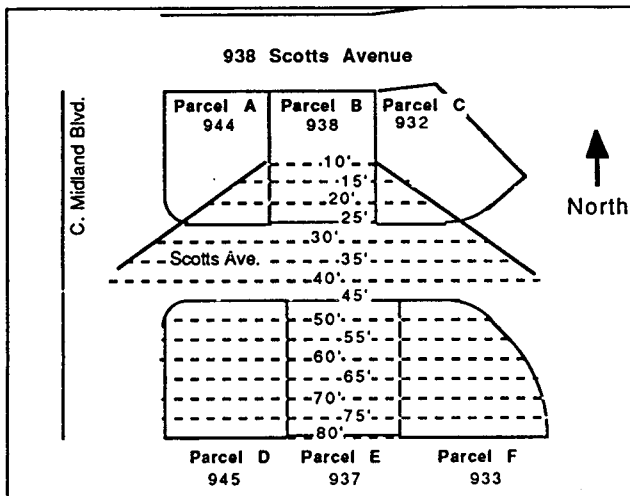 938 Scotts Avenue
C. Midland Blvd.
Parcel A
944
Parcel B
938
Parcel C
932
North
10'
15'
20'
25'
30'
Scotts Ave.
35'
40'
45'
50'
55'
60'
65'
70'
75'
80'
Parcel D
945
Parcel E
937
Parcel F
933